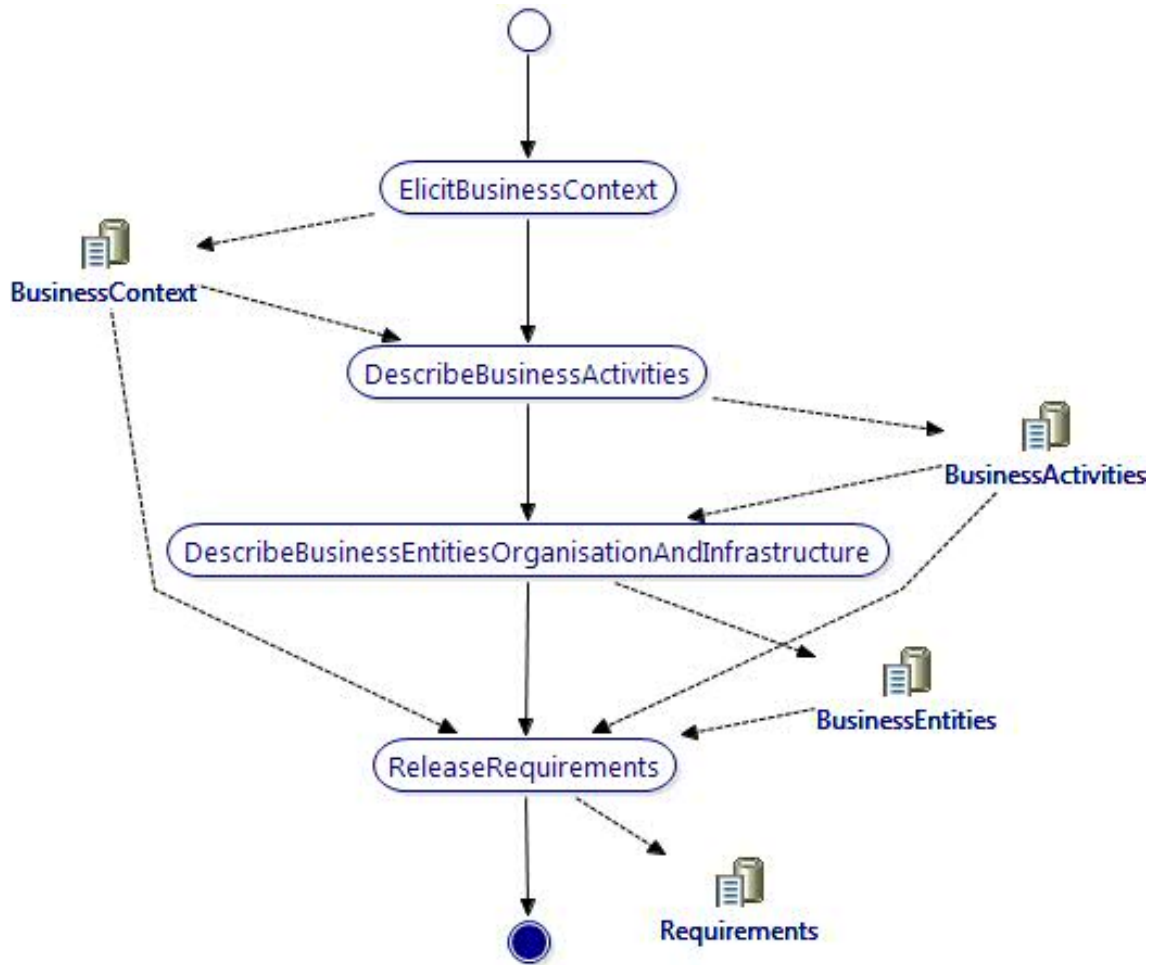 ElicitBusinessContext
BusinessContext
DescribeBusinessActivities
BusinessActivities
DescribeBusinessEntitiesOrganisationAndInfrastructure
BusinessEntities
ReleaseRequirements
Requirements